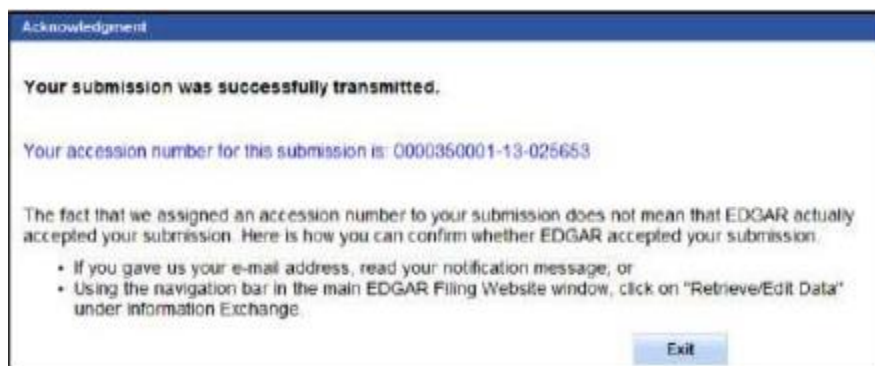 Acknowledgment
Your submission was successfully transmitted.
Your accession number for this submission is: 0000350001-13-025653
The fact that we assigned an accession number to your submission does not mean that EDGAR actually
accepted your submission. Here is how you can confirm whether EDGAR accepted your submission.
• If you gave us your e-mail address, read your notification message, or
• Using the navigation bar in the main EDGAR Filing Website window, click on "Retrieve/Edit Data"
under Information Exchange.
Exit